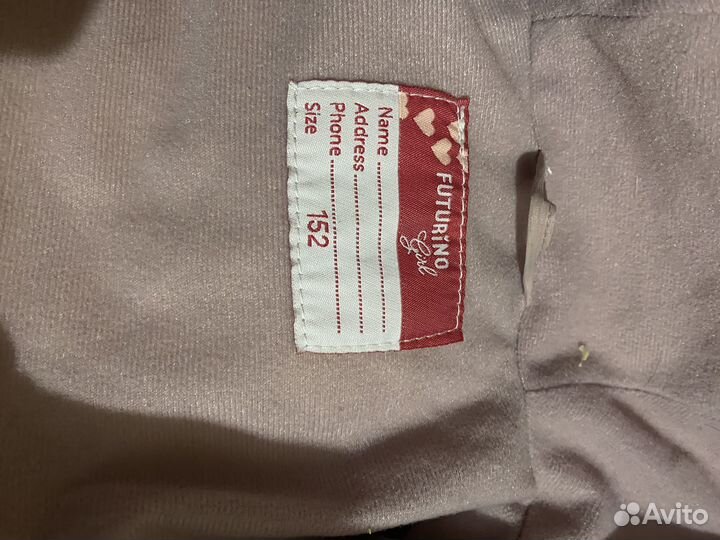 FUTURiNO
Girl
Name ....................
Address ....................
Phone ....................
Size 152
Avito